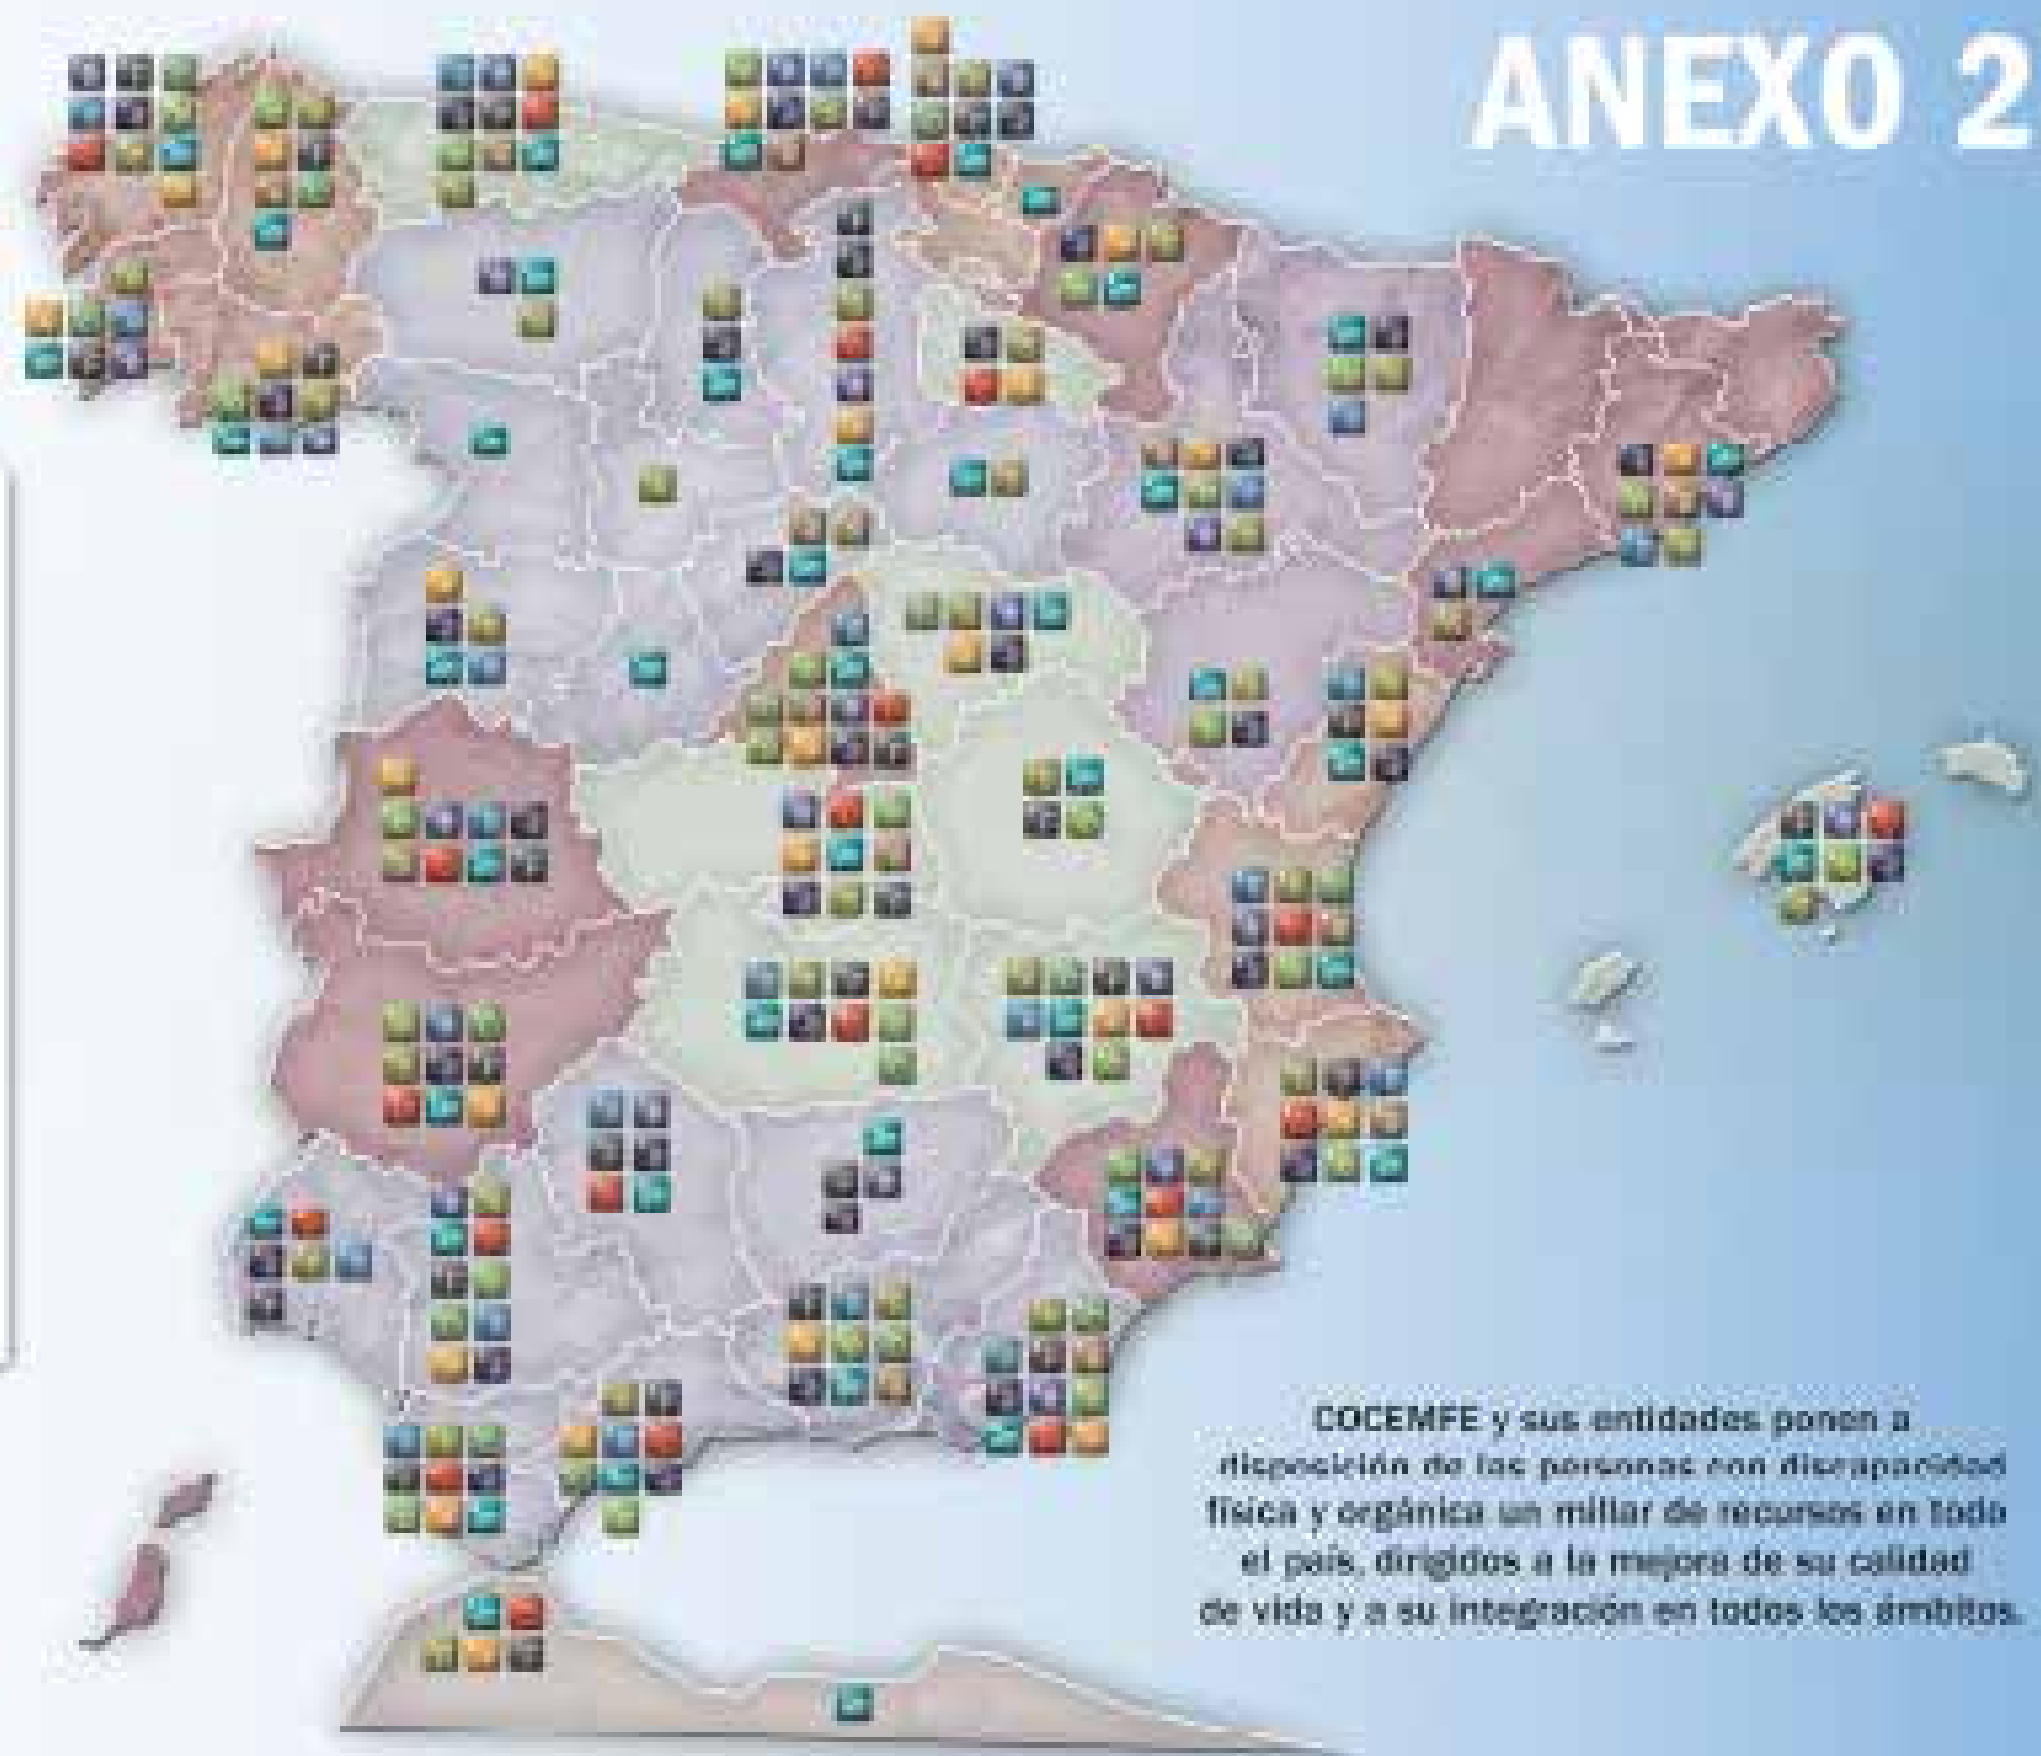 ANEXO 2
COCEMFE y sus entidades ponen a
disposición de las personas con discapacidad
física y orgánica un millar de recursos en todo
el país, dirigidos a la mejora de su calidad
de vida y a su integración en todos los ámbitos.